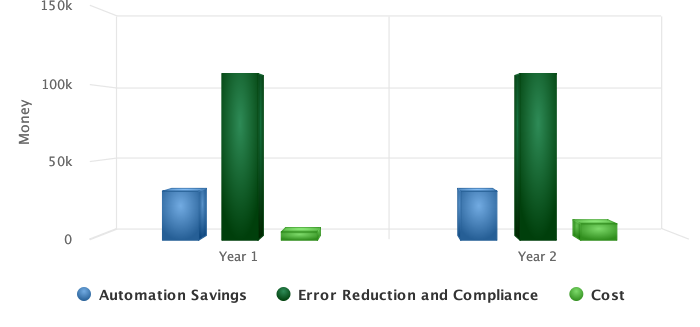 150k
100k
50k
0
Money
Year 1
Year 2
Automation Savings
Error Reduction and Compliance
Cost